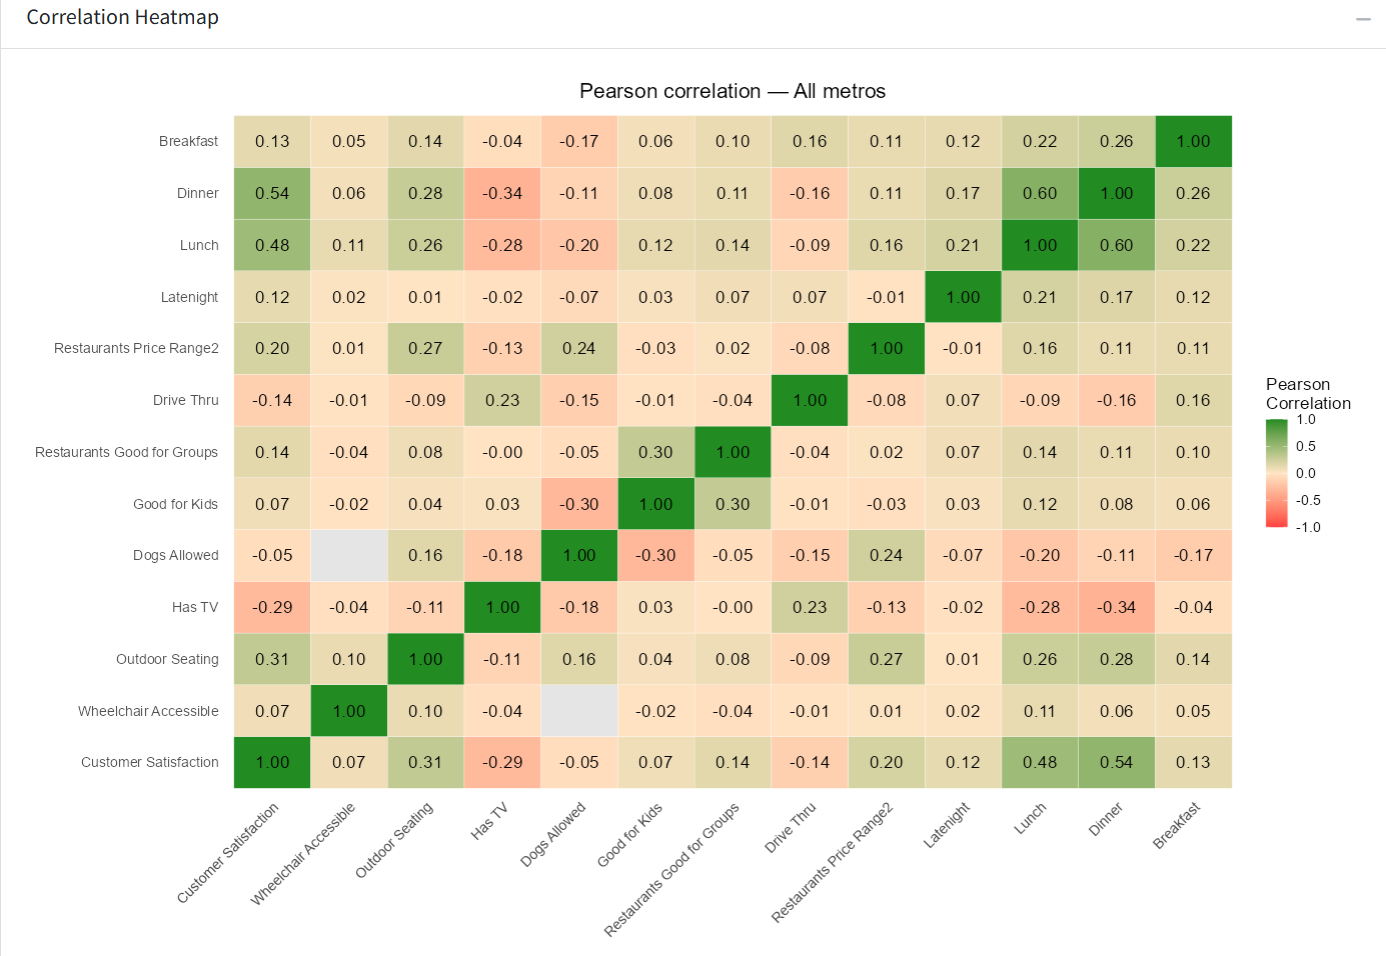 Correlation Heatmap
Pearson correlation — All metros
Breakfast 0.13 0.05 0.14 -0.04 -0.17 0.06 0.10 0.16 0.11 0.12 0.22 0.26 1.00
Dinner 0.54 0.06 0.28 -0.34 -0.11 0.08 0.11 -0.16 0.11 0.17 0.60 1.00 0.26
Lunch 0.48 0.11 0.26 -0.28 -0.20 0.12 0.14 -0.09 0.16 0.21 1.00 0.60 0.22
Latenight 0.12 0.02 0.01 -0.02 -0.07 0.03 0.07 0.07 -0.01 1.00 0.21 0.17 0.12
Restaurants Price Range2 0.20 0.01 0.27 -0.13 0.24 -0.03 0.02 -0.08 1.00 -0.01 0.16 0.11 0.11
Drive Thru -0.14 -0.01 -0.09 0.23 -0.15 -0.01 -0.04 1.00 -0.08 0.07 -0.09 -0.16 0.16
Restaurants Good for Groups 0.14 -0.04 0.08 -0.00 -0.05 0.30 1.00 -0.04 0.02 0.07 0.14 0.11 0.10
Good for Kids 0.07 -0.02 0.04 0.03 -0.30 1.00 0.30 -0.01 -0.03 0.03 0.12 0.08 0.06
Dogs Allowed -0.05 0.16 -0.18 1.00 -0.30 -0.05 -0.15 0.24 -0.07 -0.20 -0.11 -0.17
Has TV -0.29 -0.04 -0.11 1.00 -0.18 0.03 -0.00 0.23 -0.13 -0.02 -0.28 -0.34 -0.04
Outdoor Seating 0.31 0.10 1.00 -0.11 0.16 0.04 0.08 -0.09 0.27 0.01 0.26 0.28 0.14
Wheelchair Accessible 0.07 1.00 0.10 -0.04 -0.02 -0.04 -0.01 0.01 0.02 0.11 0.06 0.05
Customer Satisfaction 1.00 0.07 0.31 -0.29 -0.05 0.07 0.14 -0.14 0.20 0.12 0.48 0.54 0.13
Customer Satisfaction
Wheelchair Accessible
Outdoor Seating
Has TV
Dogs Allowed
Good for Kids
Restaurants Good for Groups
Drive Thru
Restaurants Price Range2
Latenight
Lunch
Dinner
Breakfast
Pearson
Correlation
1.0
0.5
0.0
-0.5
-1.0